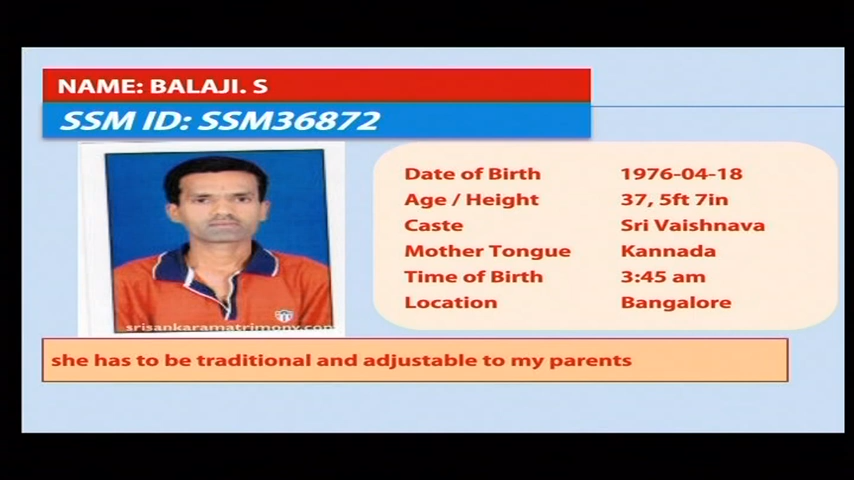 NAME: BALAJI. S
SSM ID: SSM36872
Date of Birth 1976-04-18
Age / Height 37, 5ft 7in
Caste Sri Vaishnava
Mother Tongue Kannada
Time of Birth 3:45 am
Location Bangalore
srisankaramatrimony.com
she has to be traditional and adjustable to my parents